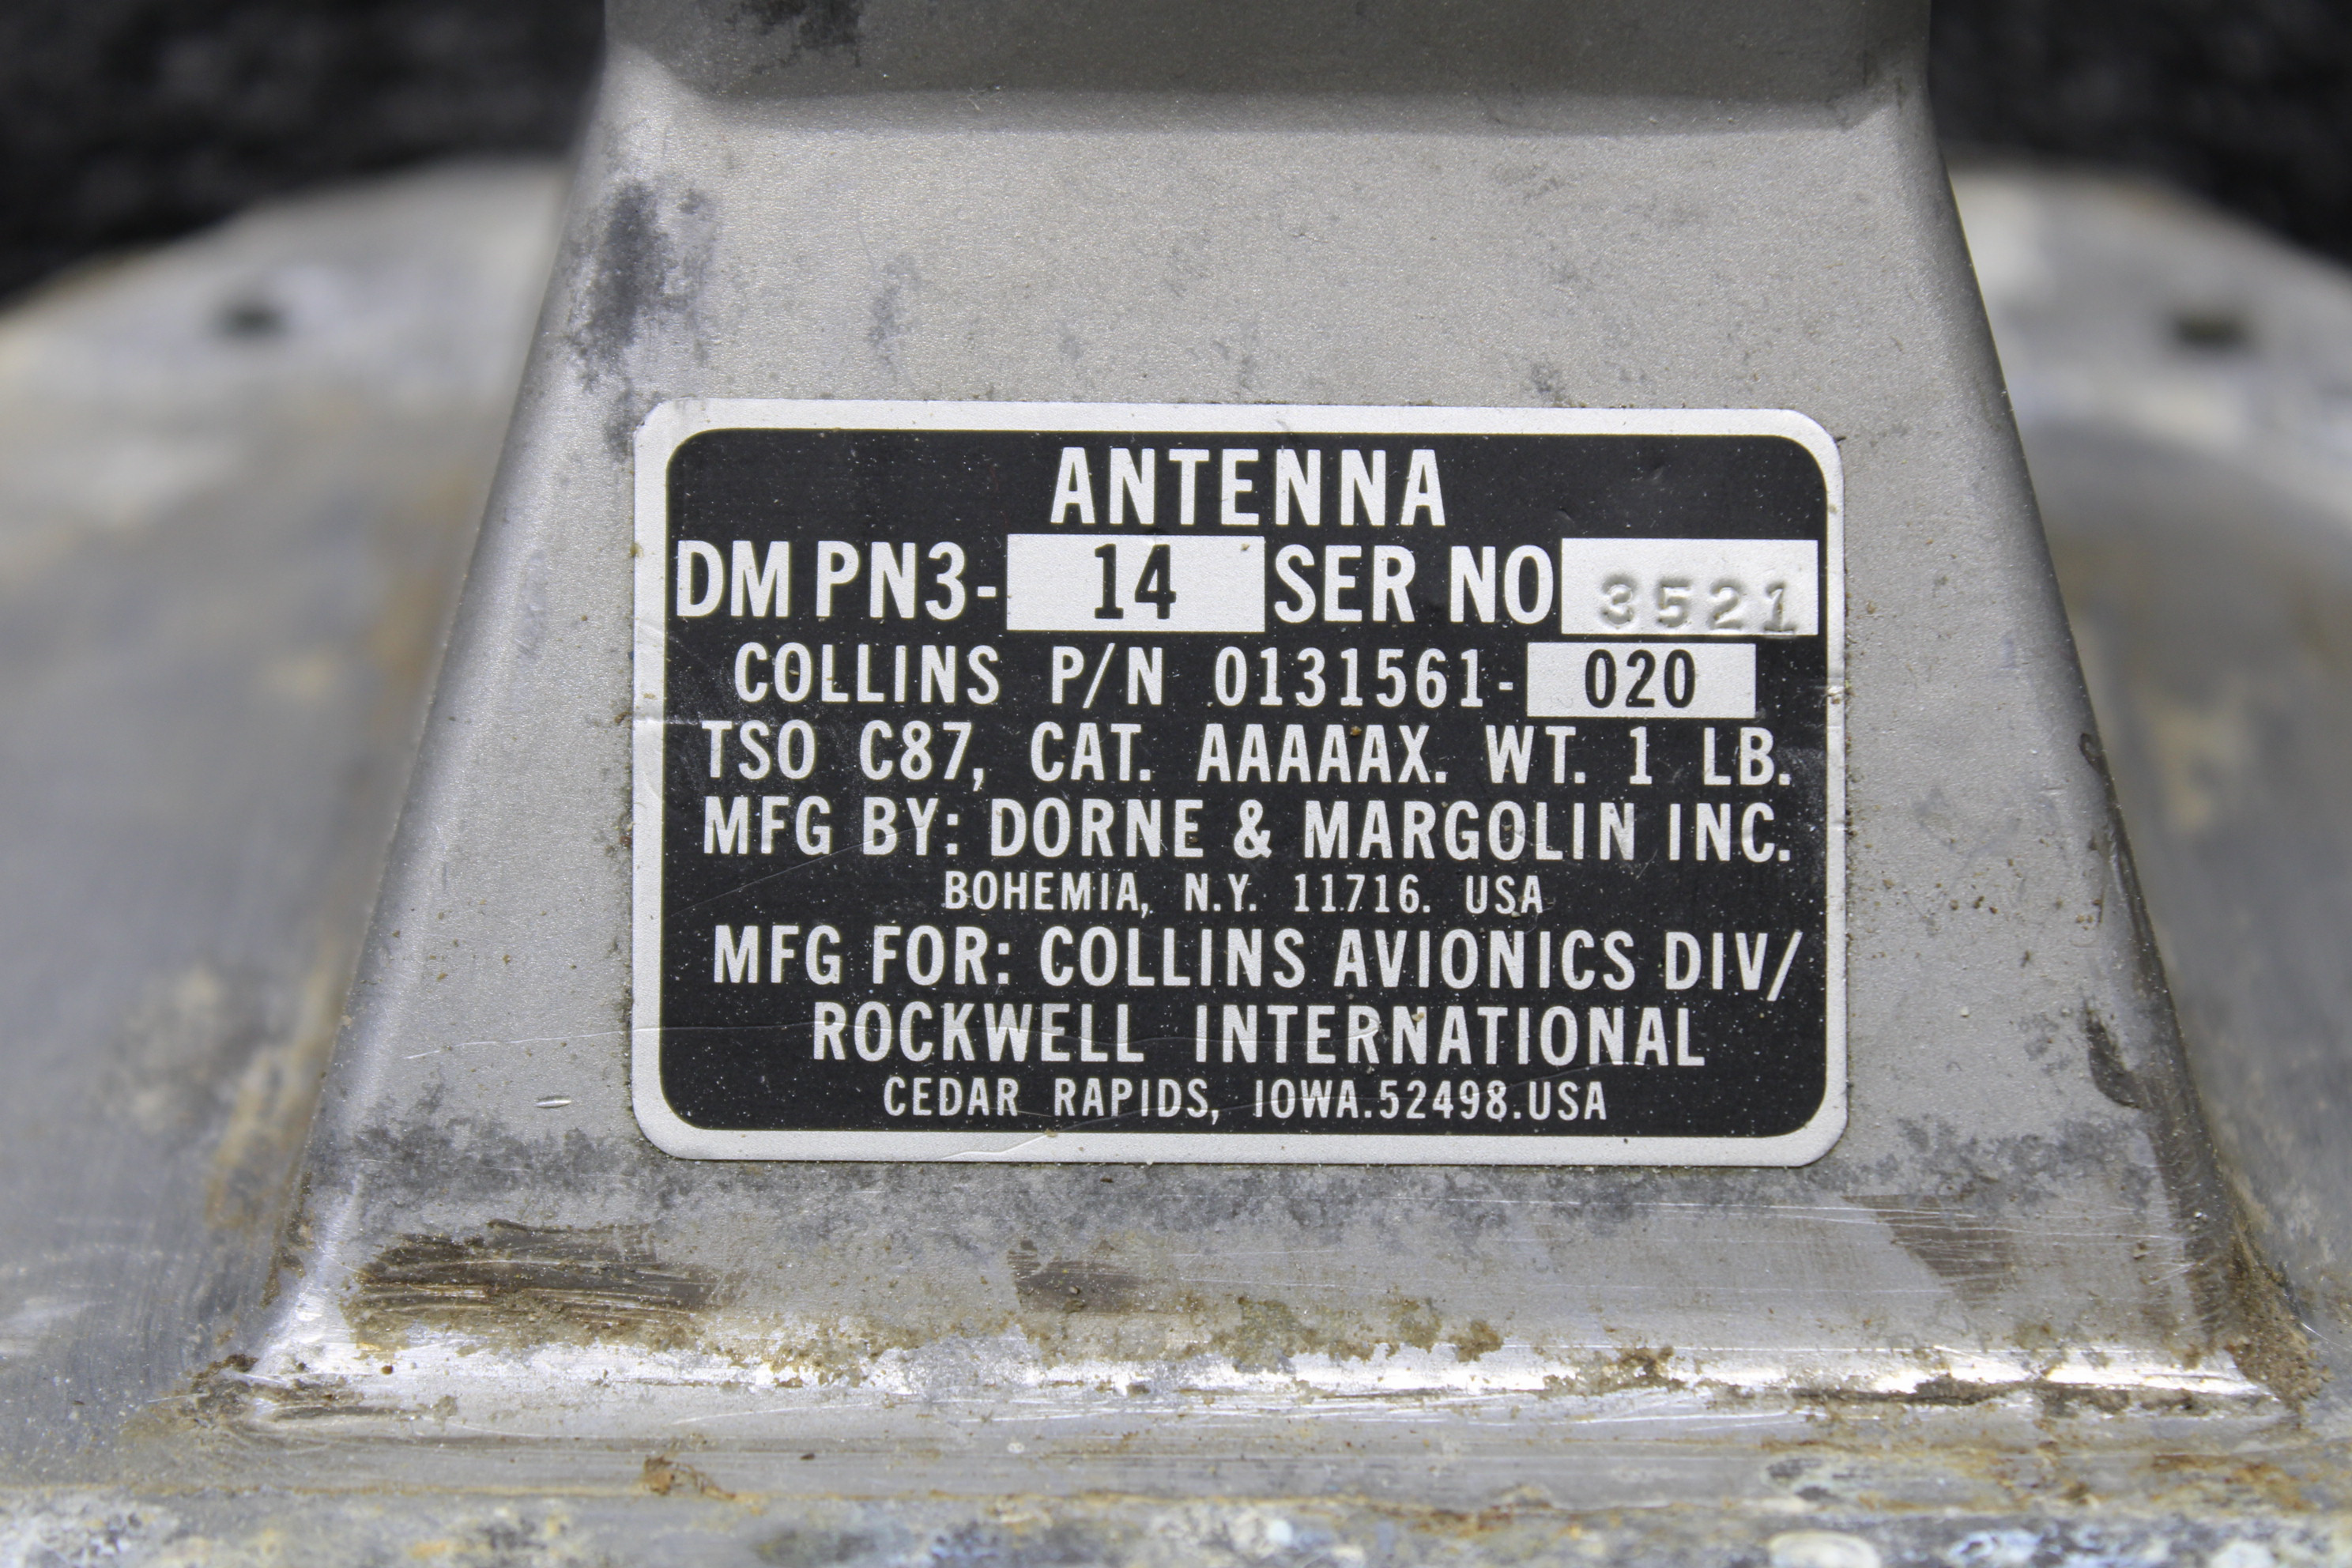 ANTENNA
DM PN3- 14 SER NO 3521
COLLINS P/N 0131561- 020
TSO C87, CAT. AAAAAX. WT. 1 LB.
MFG BY: DORNE & MARGOLIN INC.
BOHEMIA, N.Y. 11716. USA
MFG FOR: COLLINS AVIONICS DIV/
ROCKWELL INTERNATIONAL
CEDAR RAPIDS, IOWA.52498.USA